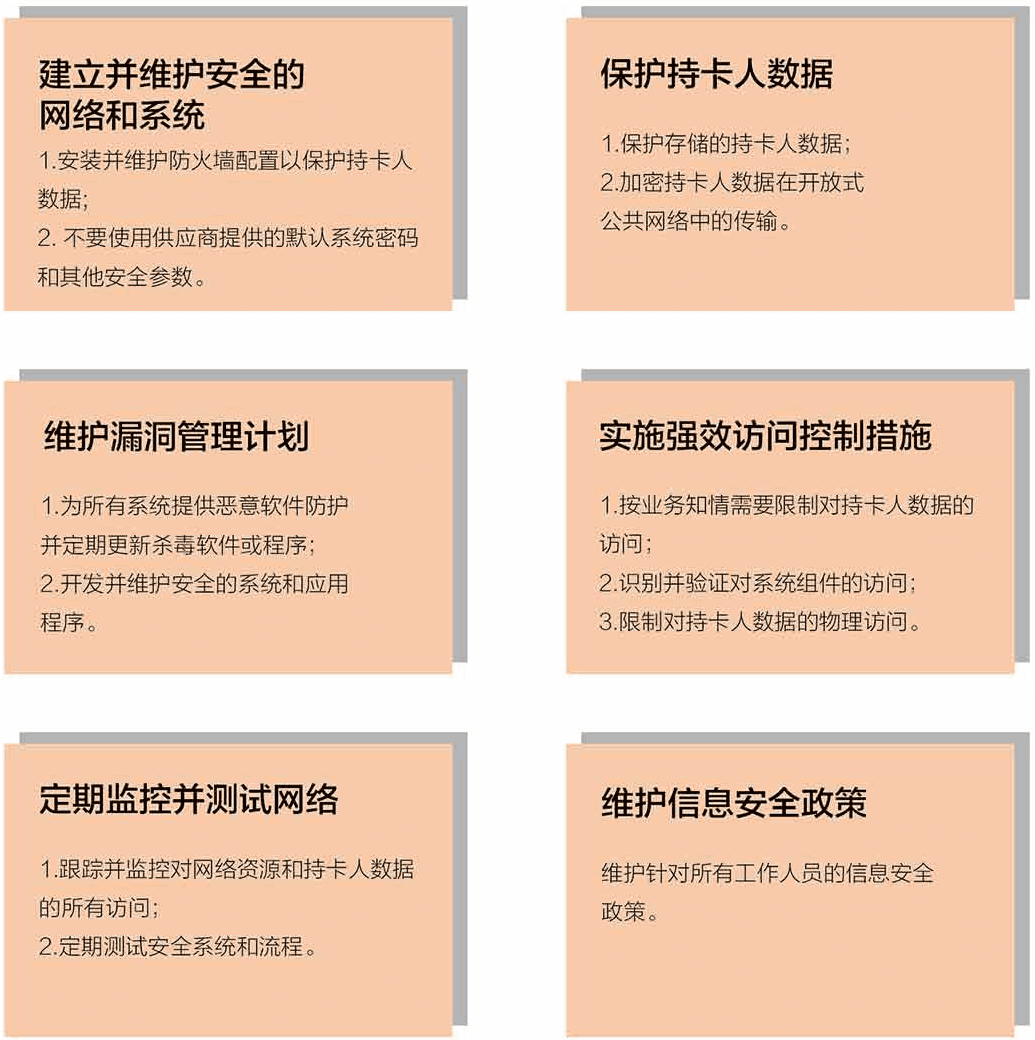 建立并维护安全的
网络和系统
1.安装并维护防火墙配置以保护持卡人
数据;
2. 不要使用供应商提供的默认系统密码
和其他安全参数。
保护持卡人数据
1.保护存储的持卡人数据;
2.加密持卡人数据在开放式
公共网络中的传输。
维护漏洞管理计划
1.为所有系统提供恶意软件防护
并定期更新杀毒软件或程序;
2.开发并维护安全的系统和应用
程序。
实施强效访问控制措施
1.按业务知情需要限制对持卡人数据的
访问;
2.识别并验证对系统组件的访问;
3.限制对持卡人数据的物理访问。
定期监控并测试网络
1.跟踪并监控对网络资源和持卡人数据
的所有访问;
2.定期测试安全系统和流程。
维护信息安全政策
维护针对所有工作人员的信息安全
政策。